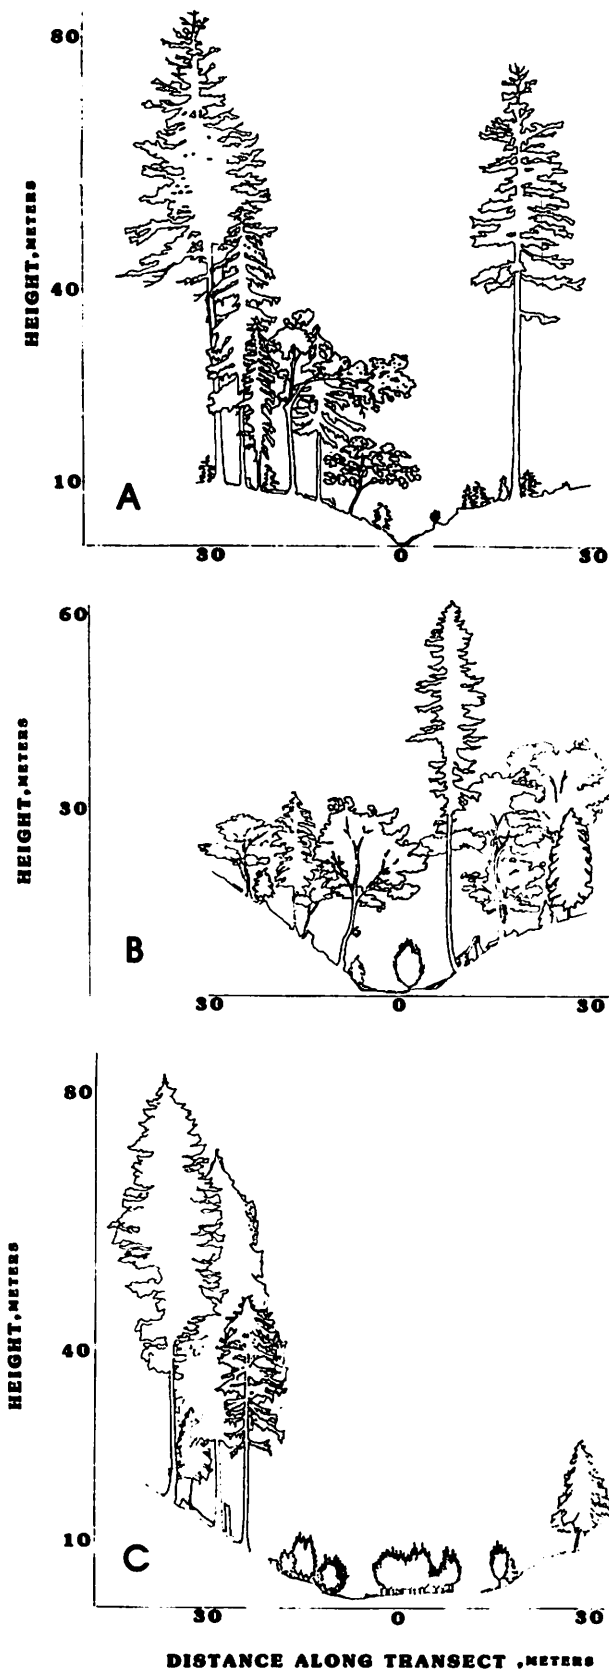 80
HEIGHT, METERS
40
10
A
30 0 30
60
HEIGHT, METERS
30
B
30 0 30
80
HEIGHT, METERS
40
10
C
30 0 30
DISTANCE ALONG TRANSECT , METERS